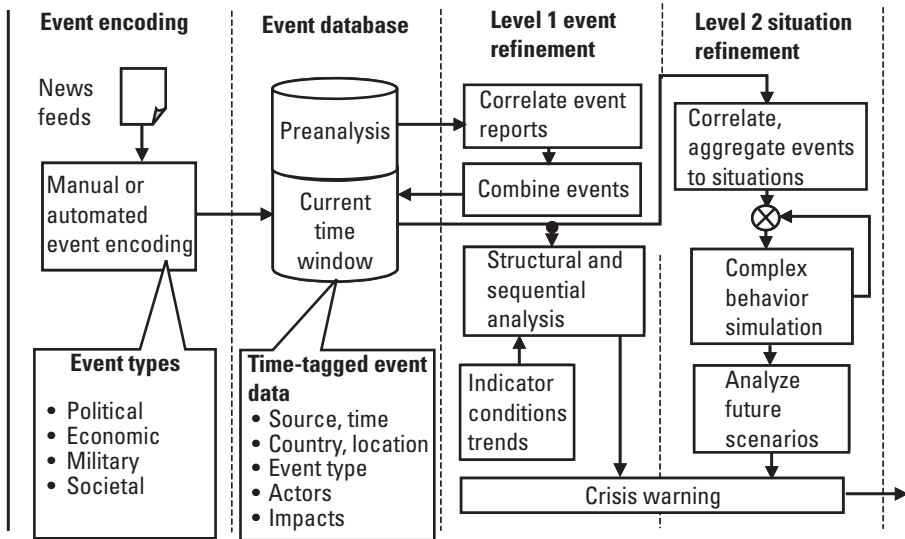 Event encoding
News
feeds
Manual or
automated
event encoding
Event types
• Political
• Economic
• Military
• Societal
Event database
Preanalysis
Current
time
window
Time-tagged event
data
• Source, time
• Country, location
• Event type
• Actors
• Impacts
Level 1 event
refinement
Correlate event
reports
Combine events
Structural and
sequential
analysis
Indicator
conditions
trends
Level 2 situation
refinement
Correlate,
aggregate events
to situations
Complex
behavior
simulation
Analyze
future
scenarios
Crisis warning